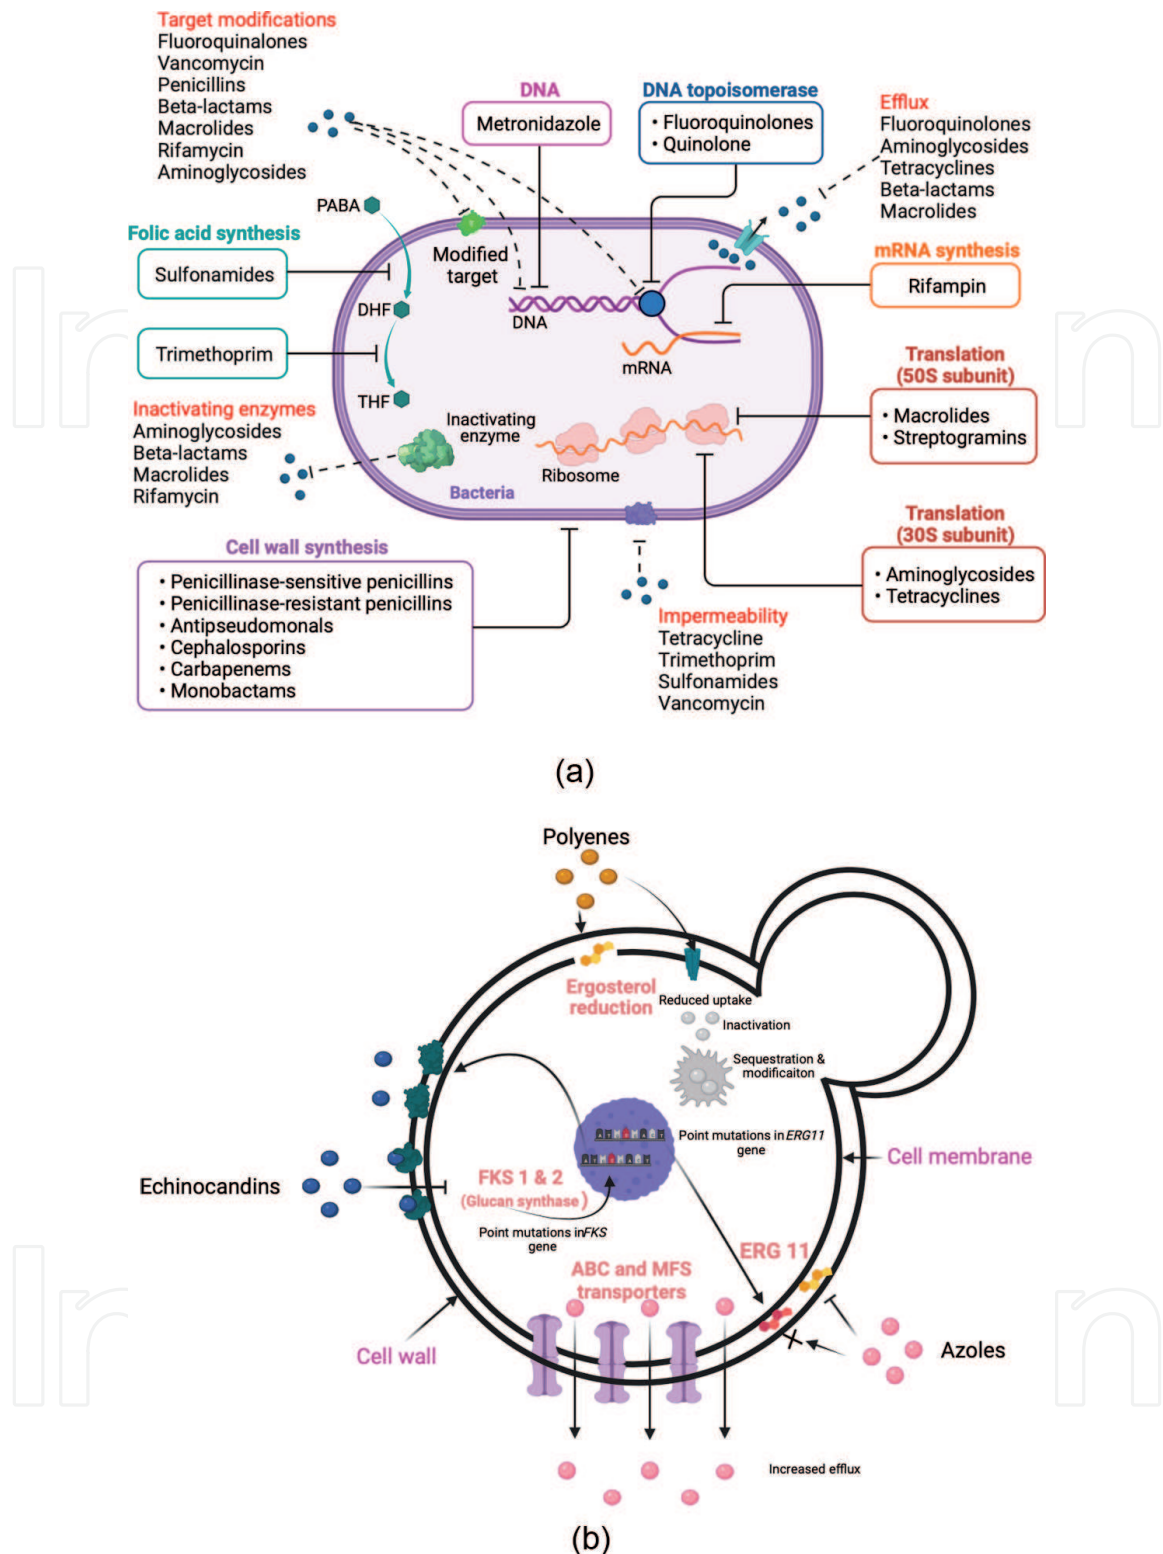 Target modifications
Fluoroquinalones
Vancomycin
Penicillins
Beta-lactams
Macrolides
Rifamycin
Aminoglycosides
DNA
Metronidazole
DNA topoisomerase
• Fluoroquinolones
• Quinolone
Efflux
Fluoroquinolones
Aminoglycosides
Tetracyclines
Beta-lactams
Macrolides
PABA
Folic acid synthesis
Sulfonamides
DHF
Trimethoprim
THF
Modified
target
DNA
mRNA
mRNA synthesis
Rifampin
Translation
(50S subunit)
• Macrolides
• Streptogramins
Inactivating enzymes
Aminoglycosides
Beta-lactams
Macrolides
Rifamycin
Inactivating
enzyme
Ribosome
Bacteria
Translation
(30S subunit)
• Aminoglycosides
• Tetracyclines
Cell wall synthesis
• Penicillinase-sensitive penicillins
• Penicillinase-resistant penicillins
• Antipseudomonals
• Cephalosporins
• Carbapenems
• Monobactams
Impermeability
Tetracycline
Trimethoprim
Sulfonamides
Vancomycin
(a)
Polyenes
Ergosterol
reduction
Reduced uptake
Inactivation
Sequestration &
modificaiton
Point mutations in ERG11
gene
Cell membrane
Echinocandins
FKS 1 & 2
(Glucan synthase)
Point mutations in FKS
gene
ERG 11
ABC and MFS
transporters
Cell wall
Azoles
Increased efflux
(b)